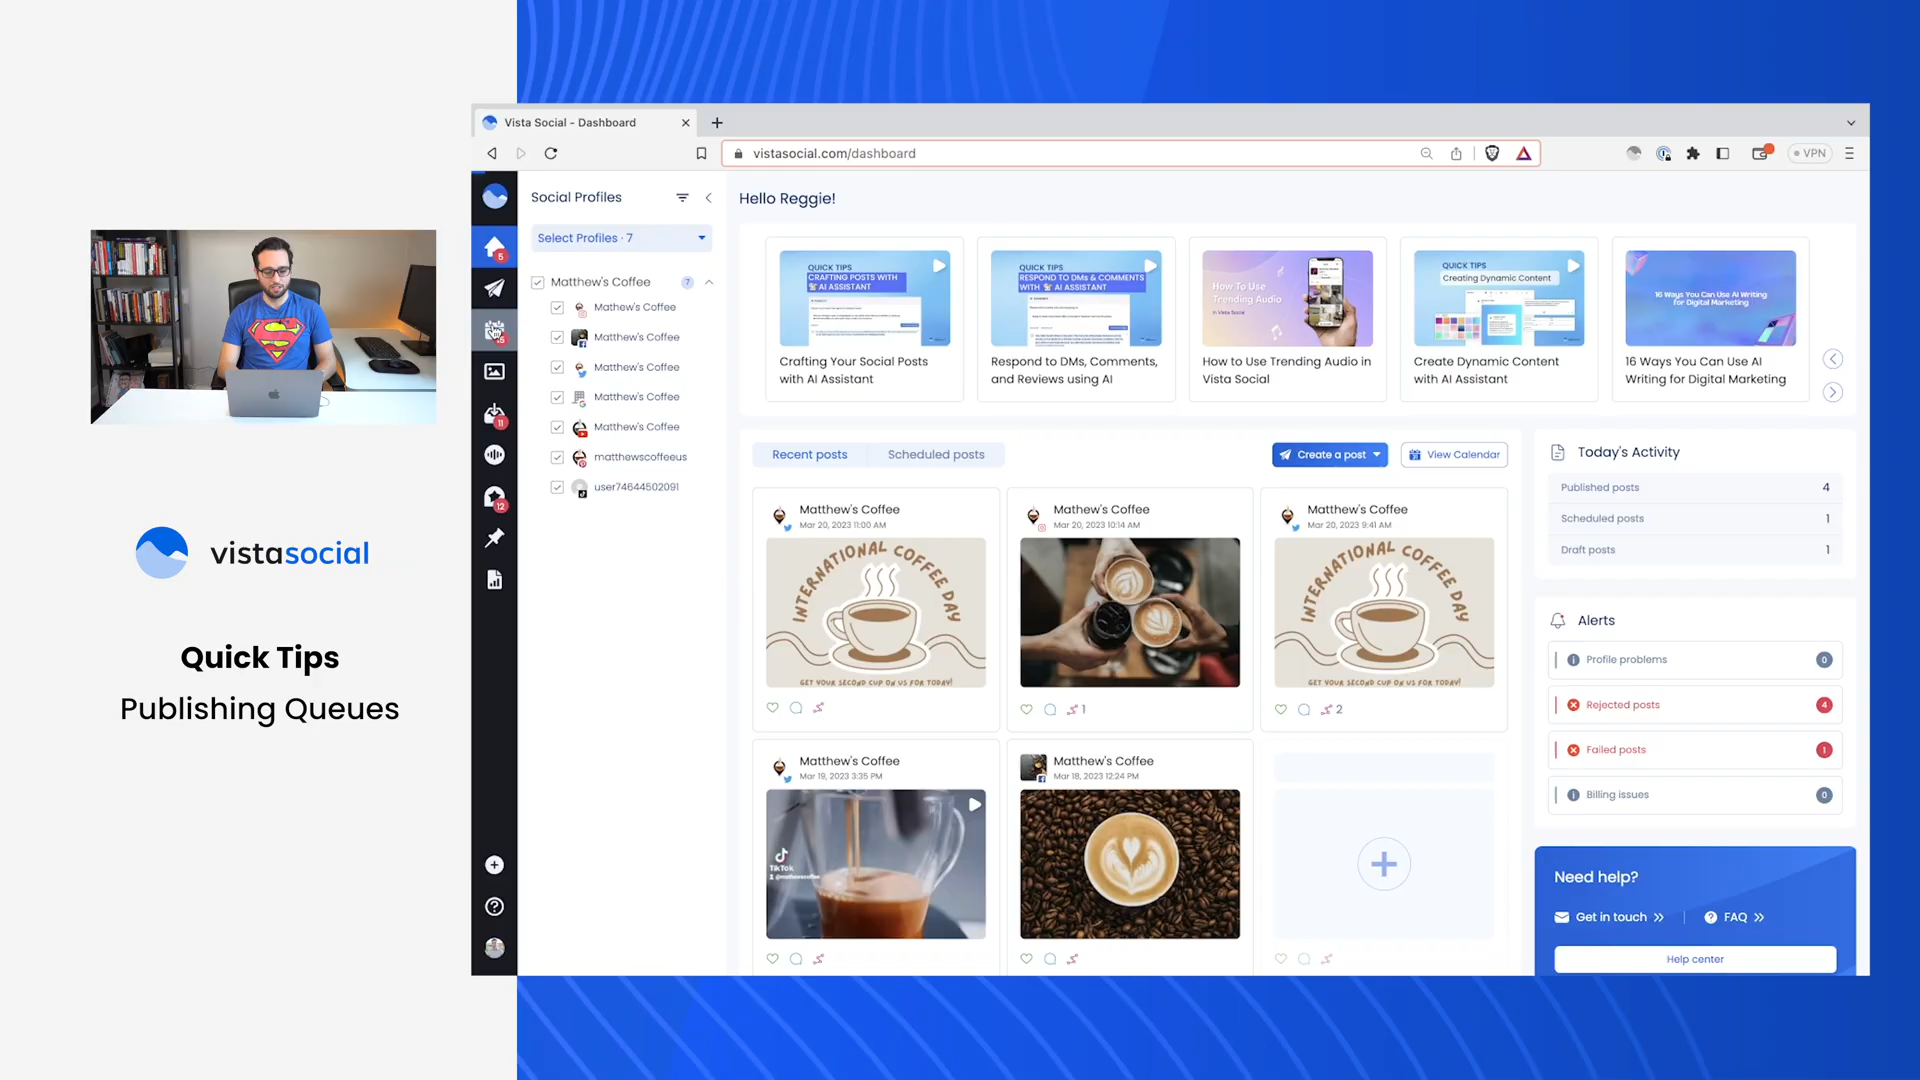 vistasocial
Quick Tips
Publishing Queues
Vista Social - Dashboard
vistasocial.com/dashboard
VPN
5
5
11
12
Social Profiles
Select Profiles · 7
Matthew's Coffee
7
Mathew's Coffee
Matthew's Coffee
Matthew's Coffee
Matthew's Coffee
Matthew's Coffee
matthewscoffeeus
user74644502091
Hello Reggie!
QUICK TIPS
CRAFTING POSTS WITH
AI ASSISTANT
Crafting Your Social Posts
with AI Assistant
QUICK TIPS
RESPOND TO DMs & COMMENTS
WITH AI ASSISTANT
Respond to DMs, Comments,
and Reviews using AI
How To Use
Trending Audio
in Vista Social
How to Use Trending Audio in
Vista Social
QUICK TIPS
Creating Dynamic Content
Create Dynamic Content
with AI Assistant
16 Ways You Can Use AI Writing
for Digital Marketing
16 Ways You Can Use AI
Writing for Digital Marketing
Recent posts
Scheduled posts
Create a post
View Calendar
Matthew's Coffee
Mar 20, 2023 11:00 AM
INTERNATIONAL COFFEE DAY
GET YOUR SECOND CUP ON US FOR TODAY!
Mathew's Coffee
Mar 20, 2023 10:14 AM
1
Matthew's Coffee
Mar 20, 2023 9:41 AM
INTERNATIONAL COFFEE DAY
GET YOUR SECOND CUP ON US FOR TODAY!
2
Matthew's Coffee
Mar 19, 2023 3:35 PM
TikTok
Matthew's Coffee
Mar 18, 2023 12:24 PM
Today's Activity
Published posts 4
Scheduled posts 1
Draft posts 1
Alerts
Profile problems 0
Rejected posts 4
Failed posts 1
Billing issues 0
Need help?
Get in touch
FAQ
Help center